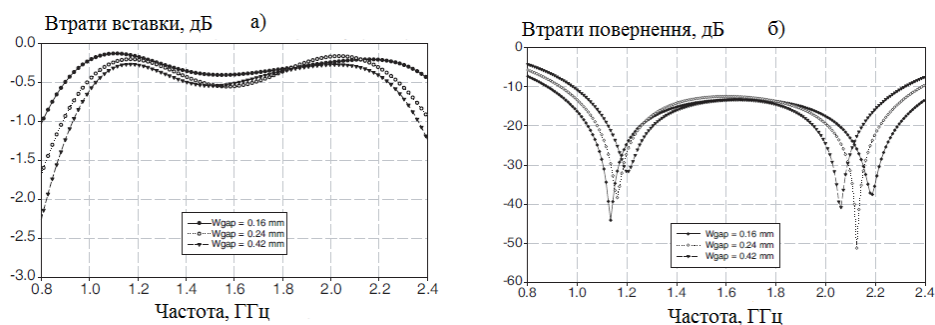 Втрати вставки, дБ а)
0.0
-0.5
-1.0
-1.5
-2.0
-2.5
-3.0
Wgap = 0.16 mm
Wgap = 0.24 mm
Wgap = 0.42 mm
0.8 1.0 1.2 1.4 1.6 1.8 2.0 2.2 2.4
Частота, ГГц
Втрати повернення, дБ б)
0
-10
-20
-30
-40
-50
-60
Wgap = 0.16 mm
Wgap = 0.24 mm
Wgap = 0.42 mm
0.8 1.0 1.2 1.4 1.6 1.8 2.0 2.2 2.4
Частота, ГГц